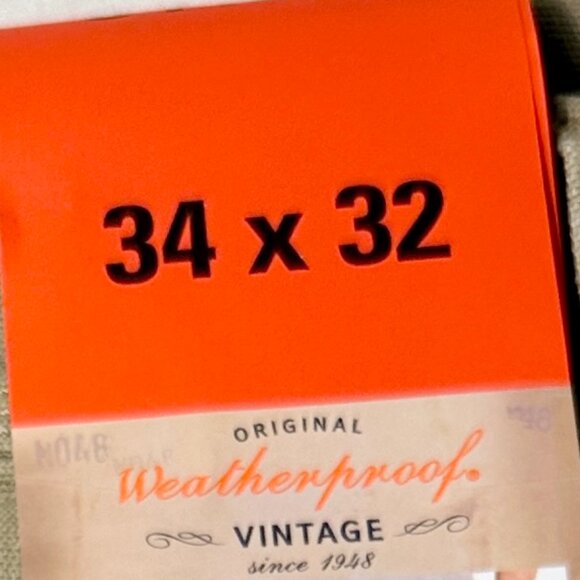 34 x 32
ORIGINAL
Weatherproof.
VINTAGE
since 1948